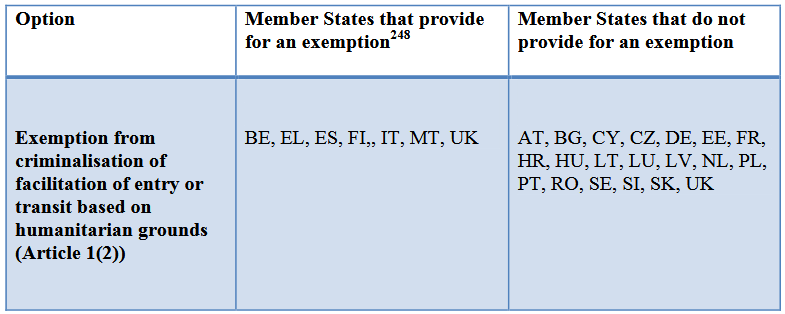 Option
Member States that provide
for an exemption248
Member States that do not
provide for an exemption
Exemption from
criminalisation of
facilitation of entry or
transit based on
humanitarian grounds
(Article 1(2))
BE, EL, ES, FI,, IT, MT, UK
AT, BG, CY, CZ, DE, EE, FR,
HR, HU, LT, LU, LV, NL, PL,
PT, RO, SE, SI, SK, UK